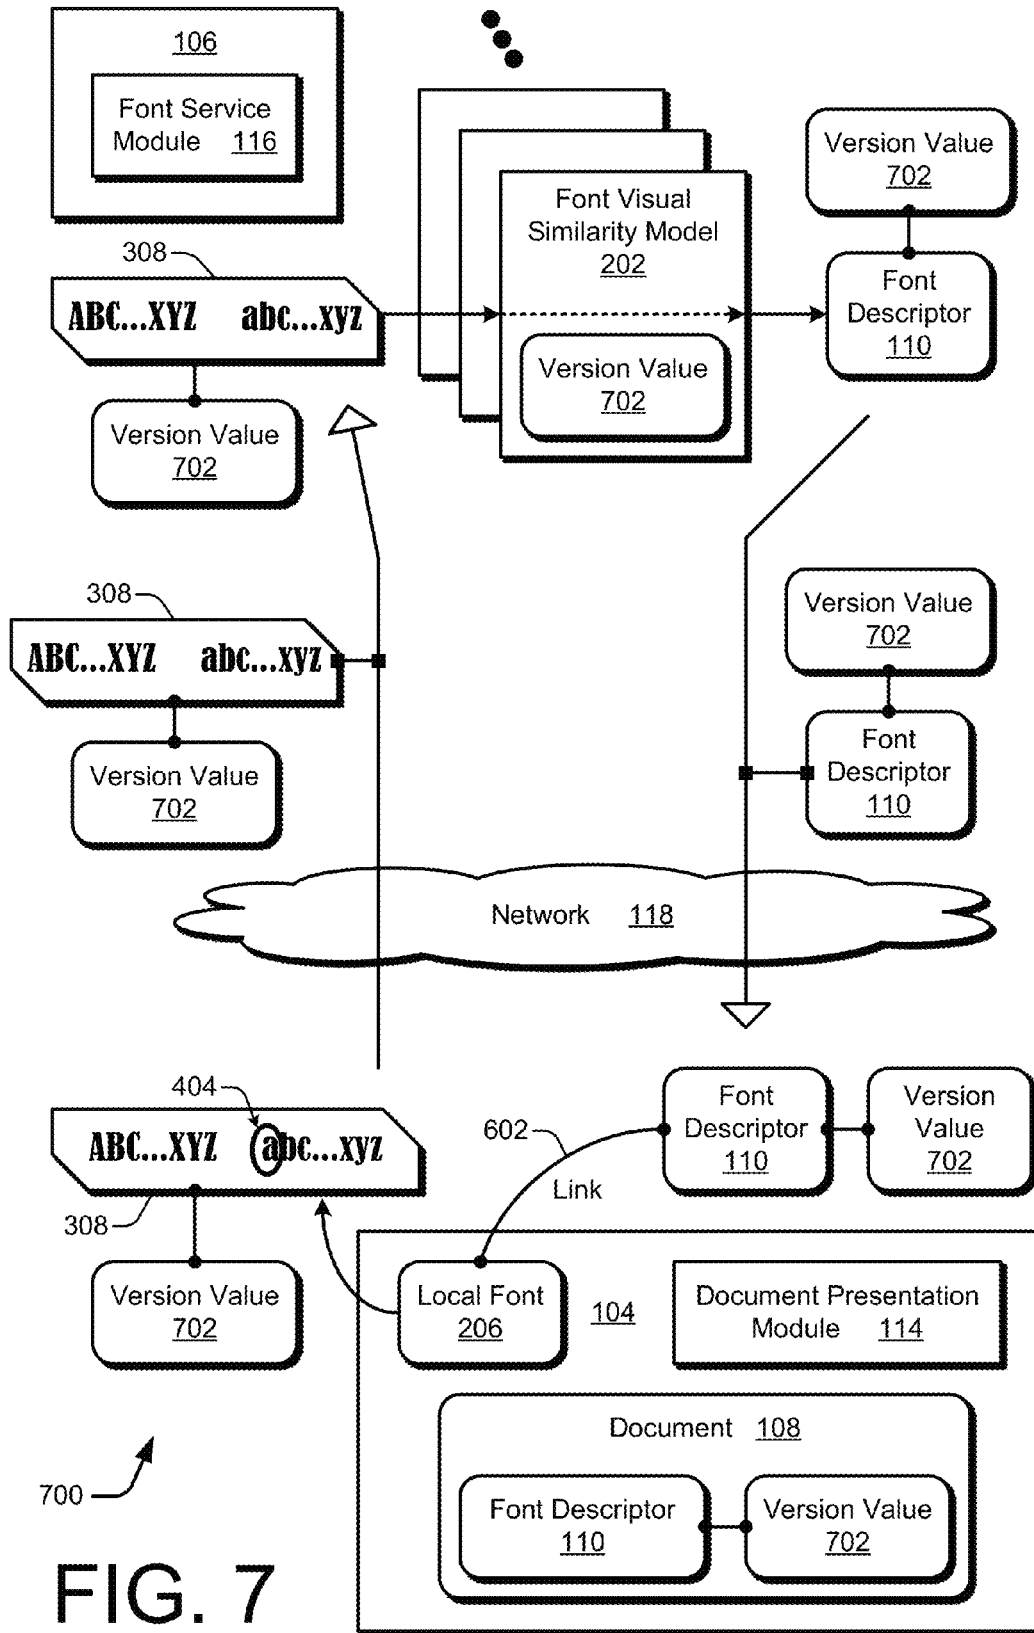 106
Font Service
Module 116
Version Value
702
Font Visual
Similarity Model
202
308
ABC...XYZ abc...xyz
Font
Descriptor
110
Version Value
702
Version Value
702
308
ABC...XYZ abc...xyz
Version Value
702
Version Value
702
Font
Descriptor
110
Network 118
404
ABC...XYZ abc...xyz
308
Version Value
702
602
Link
Font
Descriptor
110
Version
Value
702
Local Font
206
104
Document Presentation
Module 114
Document 108
Font Descriptor
110
Version Value
702
700
FIG. 7